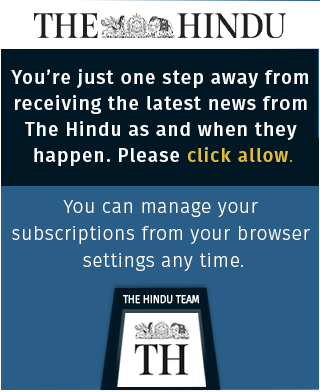 THE HINDU
You’re just one step away from
receiving the latest news from
The Hindu as and when they
happen. Please click allow.
You can manage your
subscriptions from your browser
settings any time.
THE HINDU TEAM
TH